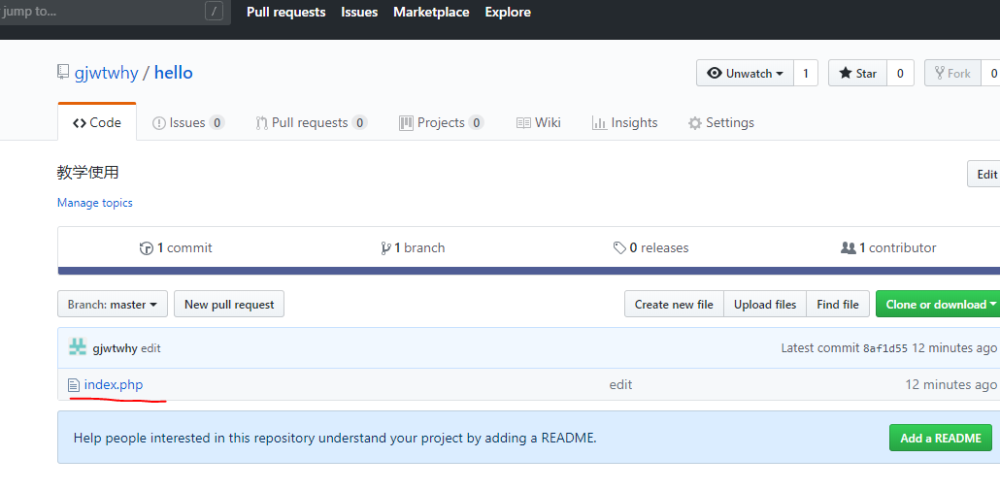 jump to... / Pull requests Issues Marketplace Explore
gjwtwhy / hello Unwatch 1 Star 0 Fork 0
Code Issues 0 Pull requests 0 Projects 0 Wiki Insights Settings
教学使用 Edit
Manage topics
1 commit 1 branch 0 releases 1 contributor
Branch: master New pull request Create new file Upload files Find file Clone or download
gjwtwhy edit Latest commit 8af1d55 12 minutes ago
index.php edit 12 minutes ago
Help people interested in this repository understand your project by adding a README. Add a README